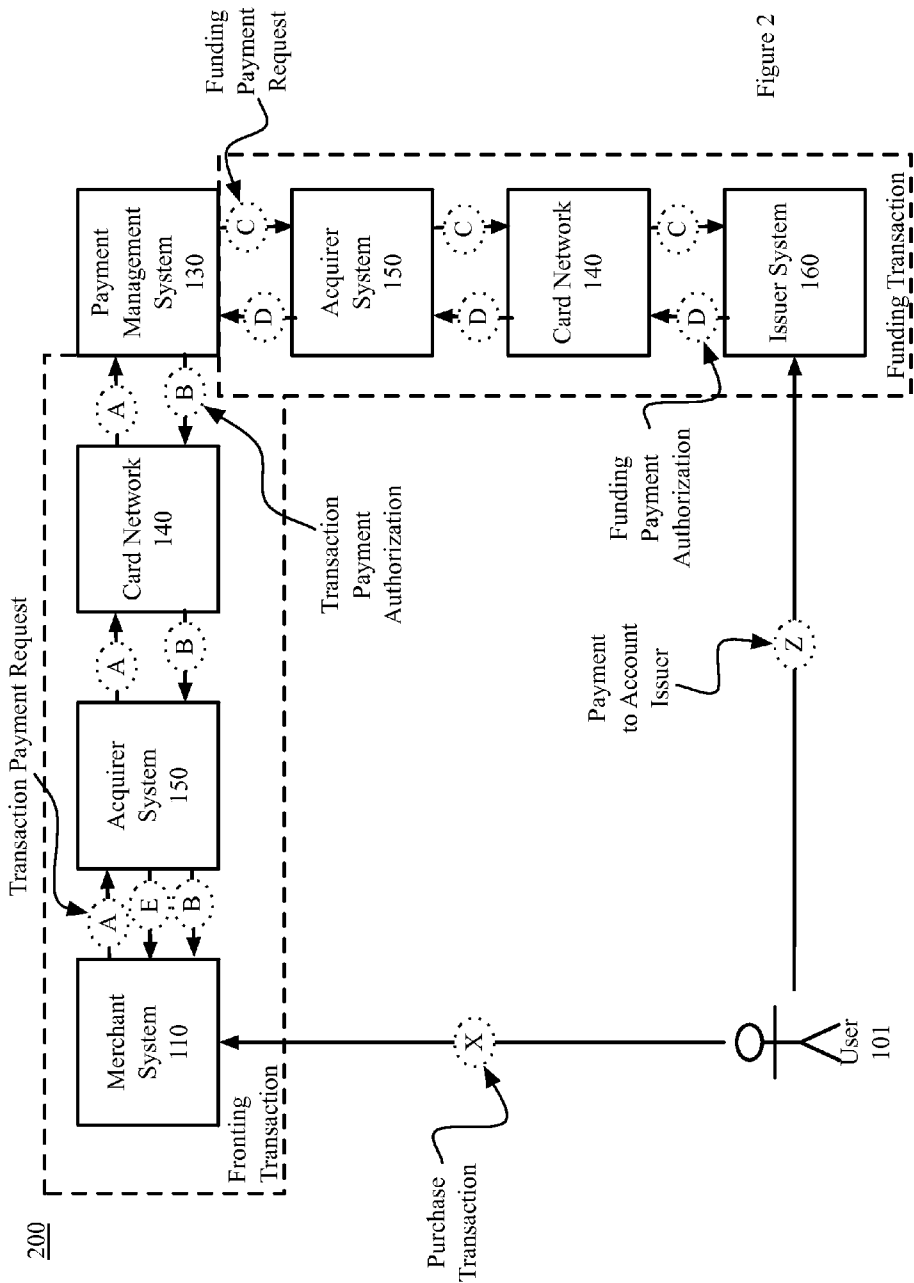 200
Transaction Payment Request
Merchant
System
110
A
E
B
Acquirer
System
150
A
B
Card Network
140
A
B
Payment
Management
System
130
Fronting
Transaction
Transaction
Payment
Authorization
Funding
Payment
Request
D
C
Acquirer
System
150
D
C
Card Network
140
D
C
Issuer System
160
Funding Transaction
Funding
Payment
Authorization
Purchase
Transaction
X
Payment
to Account
Issuer
Z
User
101
Figure 2